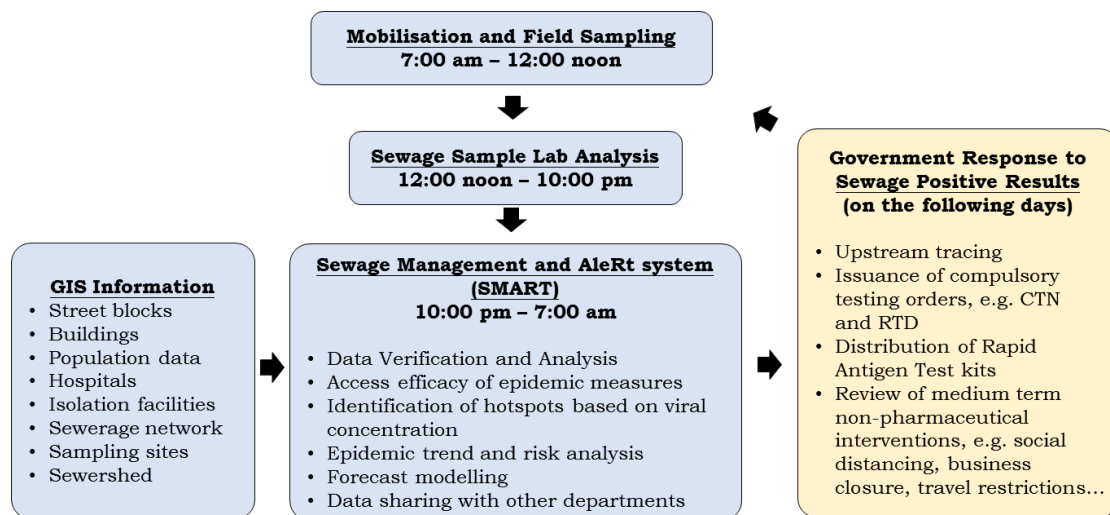 Mobilisation and Field Sampling
7:00 am – 12:00 noon
Sewage Sample Lab Analysis
12:00 noon – 10:00 pm
GIS Information
• Street blocks
• Buildings
• Population data
• Hospitals
• Isolation facilities
• Sewerage network
• Sampling sites
• Sewershed
Sewage Management and AleRt system
(SMART)
10:00 pm – 7:00 am
• Data Verification and Analysis
• Access efficacy of epidemic measures
• Identification of hotspots based on viral
concentration
• Epidemic trend and risk analysis
• Forecast modelling
• Data sharing with other departments
Government Response to
Sewage Positive Results
(on the following days)
• Upstream tracing
• Issuance of compulsory
testing orders, e.g. CTN
and RTD
• Distribution of Rapid
Antigen Test kits
• Review of medium term
non-pharmaceutical
interventions, e.g. social
distancing, business
closure, travel restrictions…